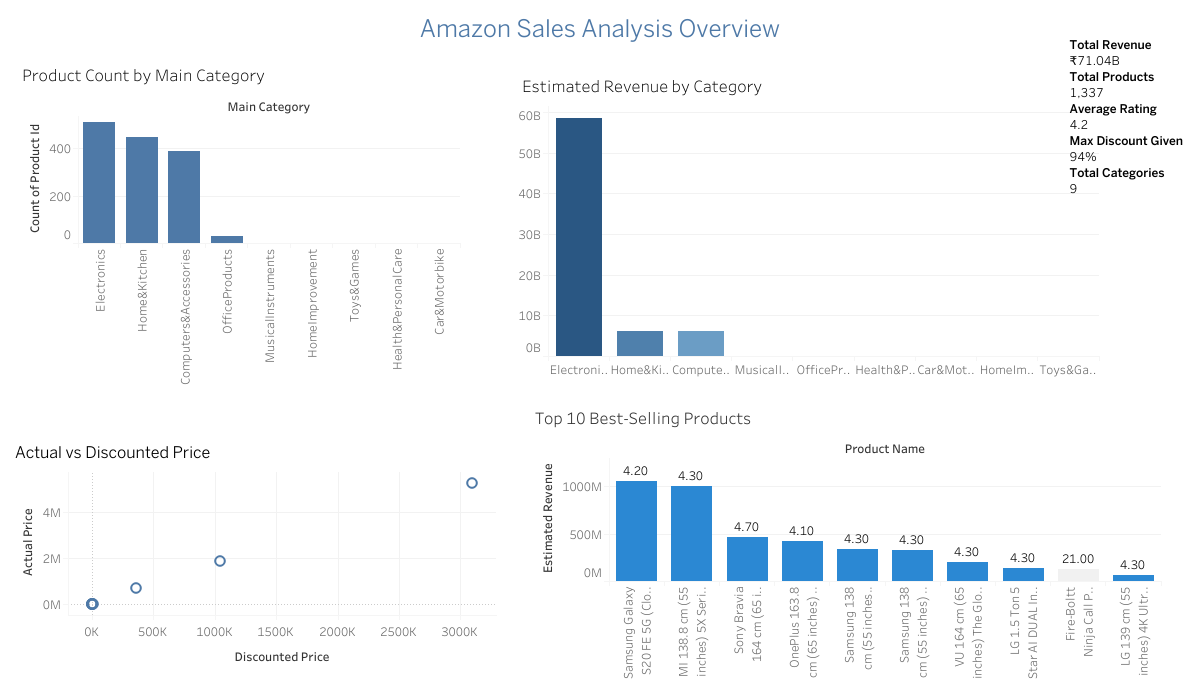 Amazon Sales Analysis Overview
Total Revenue
₹71.04B
Total Products
1,337
Average Rating
4.2
Max Discount Given
94%
Total Categories
9
Product Count by Main Category
Main Category
Count of Product Id
400
200
0
Electronics
Home&Kitchen
Computers&Accessories
OfficeProducts
MusicalInstruments
HomeImprovement
Toys&Games
Health&PersonalCare
Car&Motorbike
Estimated Revenue by Category
60B
50B
40B
30B
20B
10B
0B
Electroni..
Home&Ki..
Compute..
MusicalI..
OfficePr..
Health&P..
Car&Mot..
HomeIm..
Toys&Ga..
Actual vs Discounted Price
Actual Price
4M
2M
0M
0K
500K
1000K
1500K
2000K
2500K
3000K
Discounted Price
Top 10 Best-Selling Products
Product Name
Estimated Revenue
1000M
500M
0M
4.20
4.30
4.70
4.10
4.30
4.30
4.30
4.30
21.00
4.30
Samsung Galaxy
S20 FE 5G (Clo..
MI 138.8 cm (55
inches) 5X Seri..
Sony Bravia
164 cm (65 i..
OnePlus 163.8
cm (65 inches) ..
Samsung 138
cm (55 inches..
Samsung 138
cm (55 inches) ..
VU 164 cm (65
inches) The Glo..
LG 1.5 Ton 5
Star AI DUAL In..
Fire-Boltt
Ninja Call P..
LG 139 cm (55
inches) 4K Ultr..